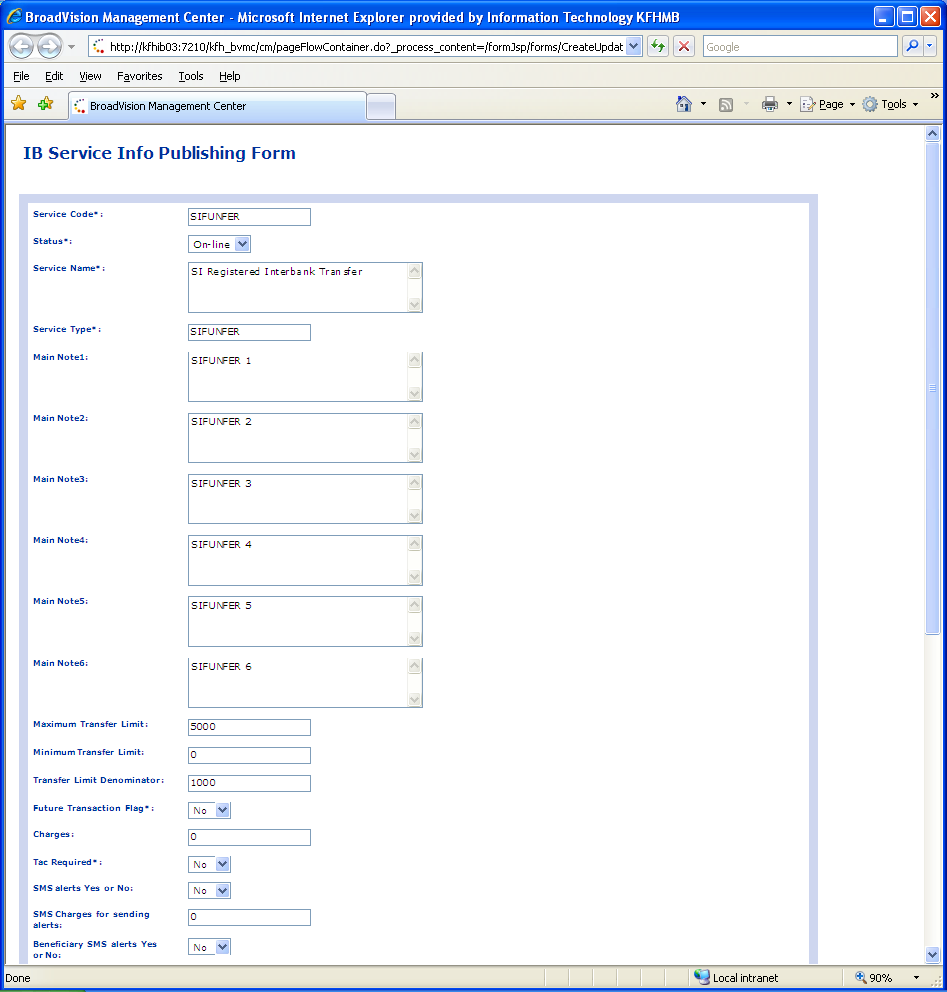 BroadVision Management Center - Microsoft Internet Explorer provided by Information Technology KFHMB
http://kfhib03:7210/kfh_bvmc/cm/pageFlowContainer.do?_process_content=/formJsp/forms/CreateUpdat
Google
File Edit View Favorites Tools Help
BroadVision Management Center
Page Tools »
IB Service Info Publishing Form
Service Code*: SIFUNFER
Status*: On-line
Service Name*: SI Registered Interbank Transfer
Service Type*: SIFUNFER
Main Note1: SIFUNFER 1
Main Note2: SIFUNFER 2
Main Note3: SIFUNFER 3
Main Note4: SIFUNFER 4
Main Note5: SIFUNFER 5
Main Note6: SIFUNFER 6
Maximum Transfer Limit: 5000
Minimum Transfer Limit: 0
Transfer Limit Denominator: 1000
Future Transaction Flag*: No
Charges: 0
Tac Required*: No
SMS alerts Yes or No: No
SMS Charges for sending
alerts: 0
Beneficiary SMS alerts Yes
or No: No
Done Local intranet 90%